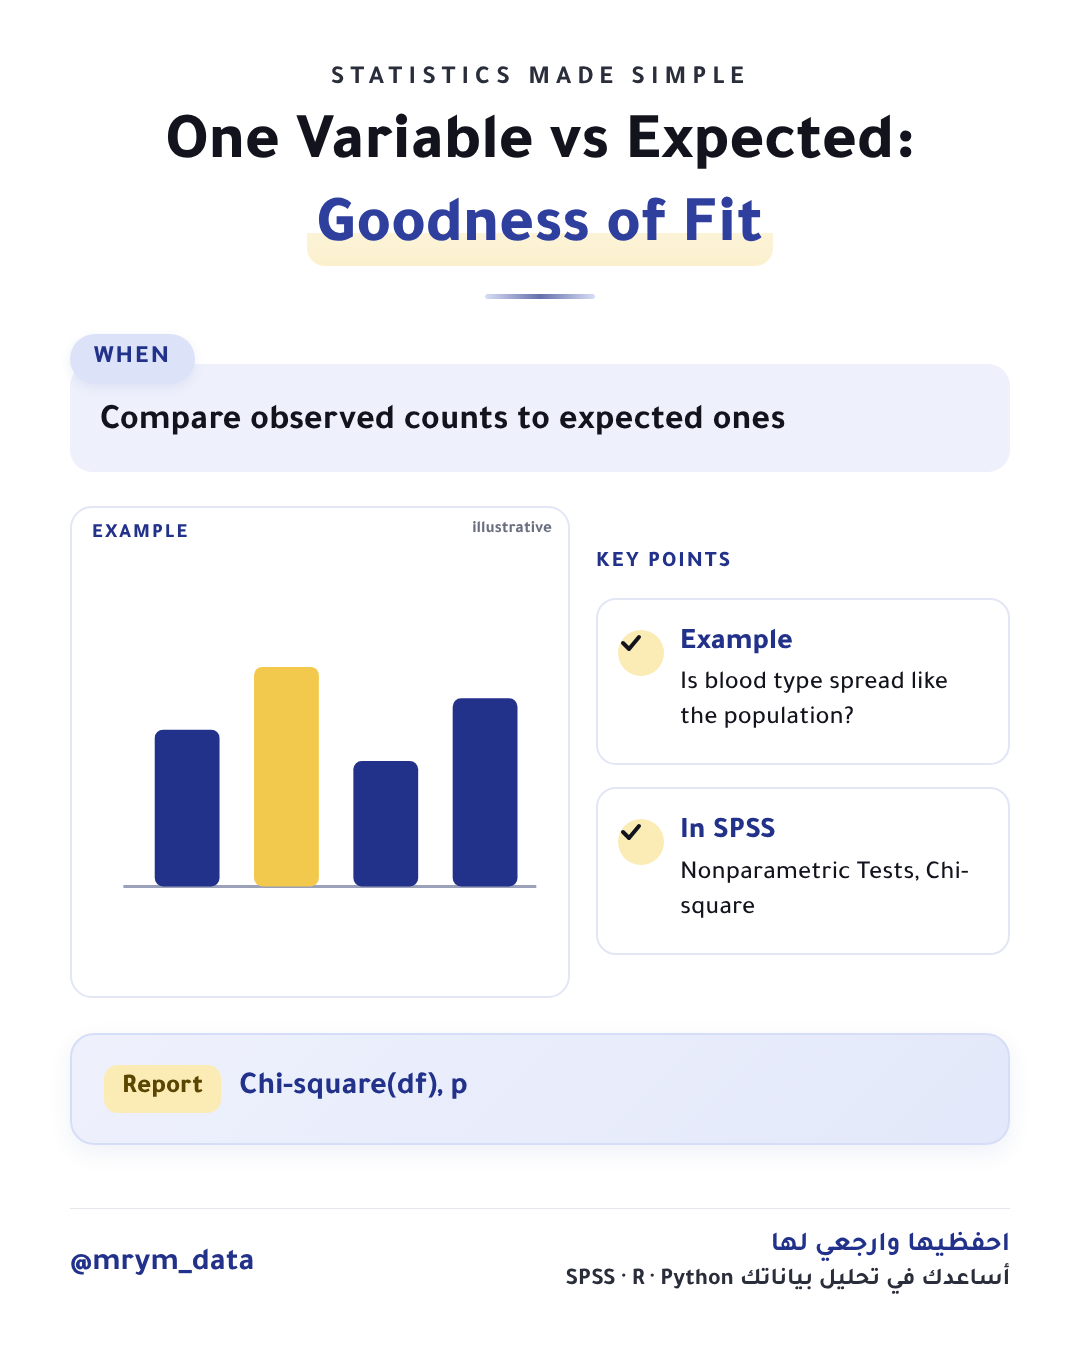 STATISTICS MADE SIMPLE
One Variable vs Expected:
Goodness of Fit
WHEN
Compare observed counts to expected ones
EXAMPLE
illustrative
KEY POINTS
Example
Is blood type spread like
the population?
In SPSS
Nonparametric Tests, Chi-
square
Report
Chi-square(df), p
@mrym_data
احفظيها وارجعي لها
أساعدك في تحليل بياناتك SPSS · R · Python